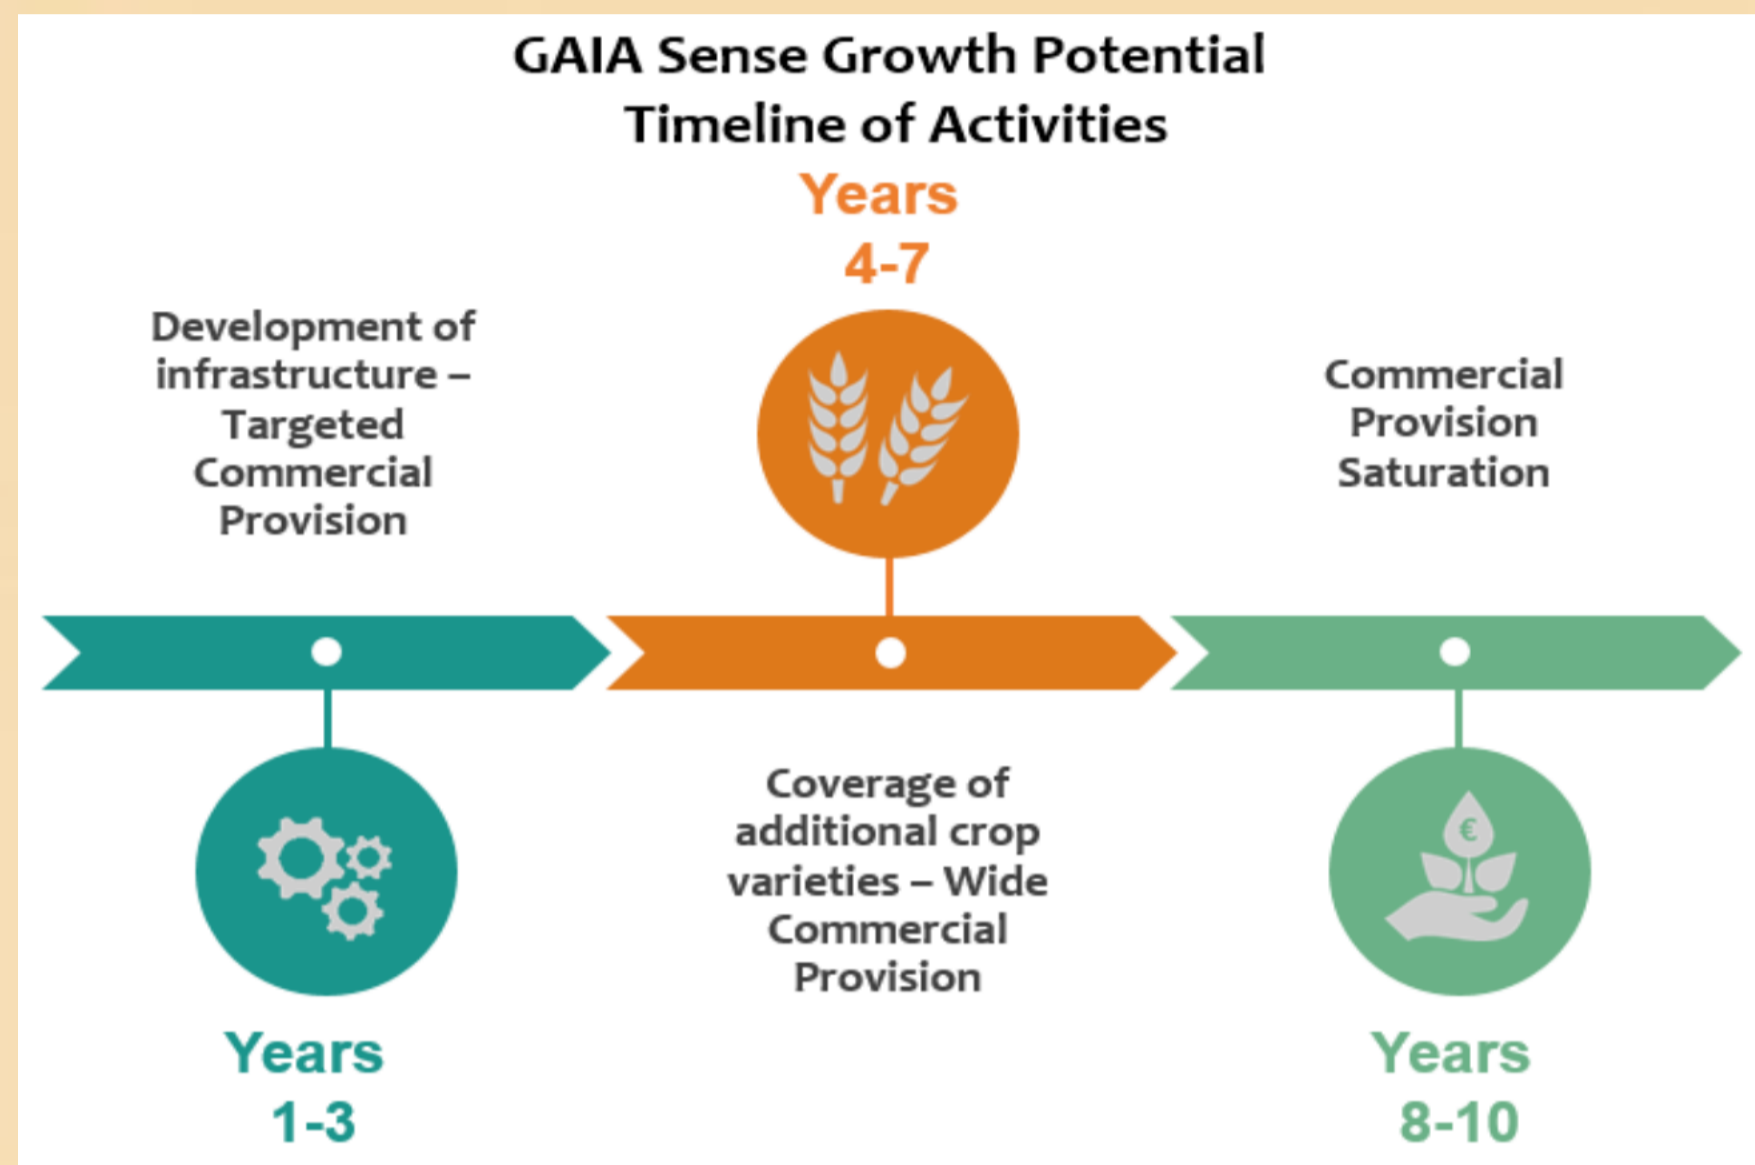 GAIA Sense Growth Potential
Timeline of Activities
Years
4-7
Development of
infrastructure –
Targeted
Commercial
Provision
Commercial
Provision
Saturation
Coverage of
additional crop
varieties – Wide
Commercial
Provision
€
Years
1-3
Years
8-10